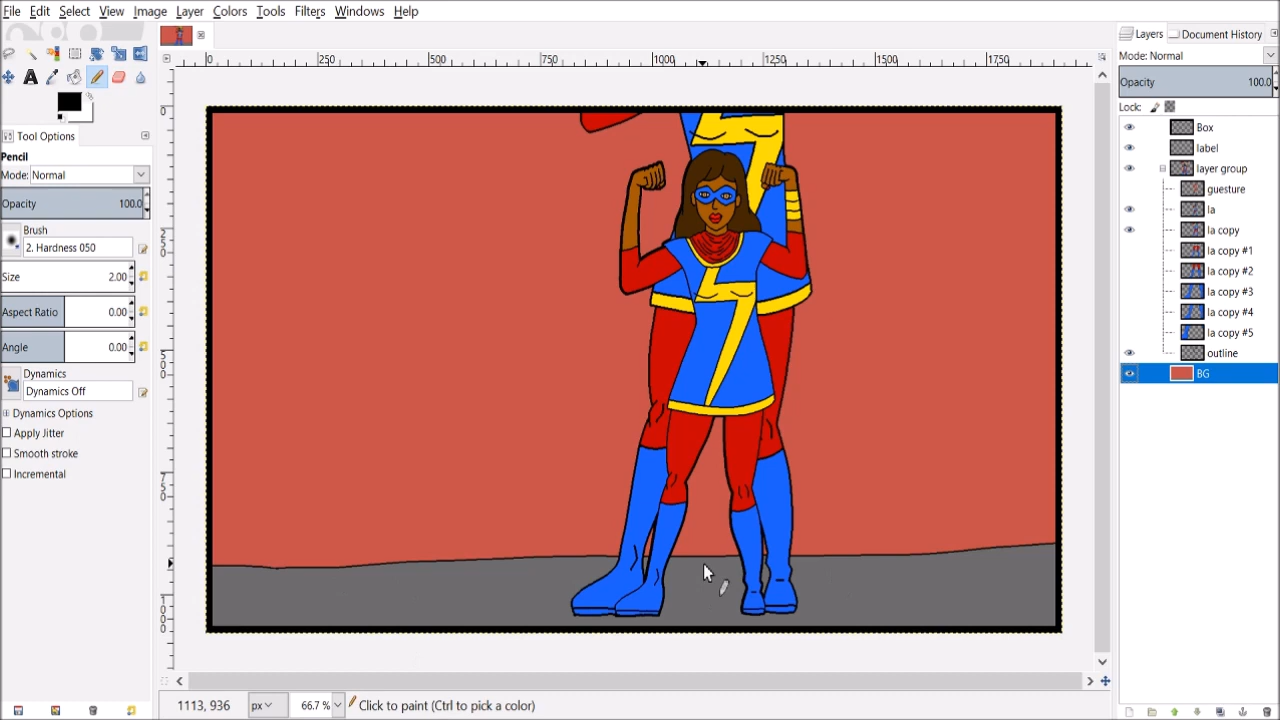 File Edit Select View Image Layer Colors Tools Filters Windows Help
Layers Document History
Mode: Normal
Opacity 100.0
Lock:
Box
label
layer group
guesture
la
la copy
la copy #1
la copy #2
la copy #3
la copy #4
la copy #5
outline
BG
Tool Options
Pencil
Mode: Normal
Opacity 100.0
Brush
2. Hardness 050
Size 2.00
Aspect Ratio 0.00
Angle 0.00
Dynamics
Dynamics Off
Dynamics Options
Apply Jitter
Smooth stroke
Incremental
0 250 500 750 1000 1250 1500 1750
0
250
500
750
1000
1113, 936 px 66.7 % Click to paint (Ctrl to pick a color)